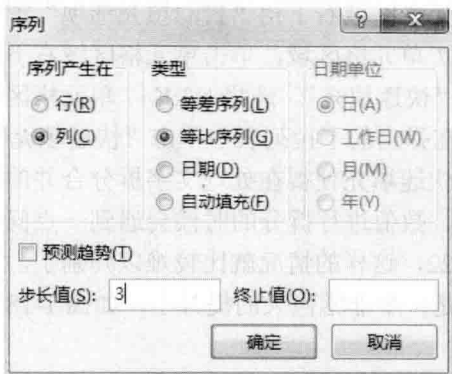 序列
序列产生在
行(R)
列(C)
类型
等差序列(L)
等比序列(G)
日期(D)
自动填充(F)
日期单位
日(A)
工作日(W)
月(M)
年(Y)
预测趋势(T)
步长值(S): 3
终止值(O):
确定
取消